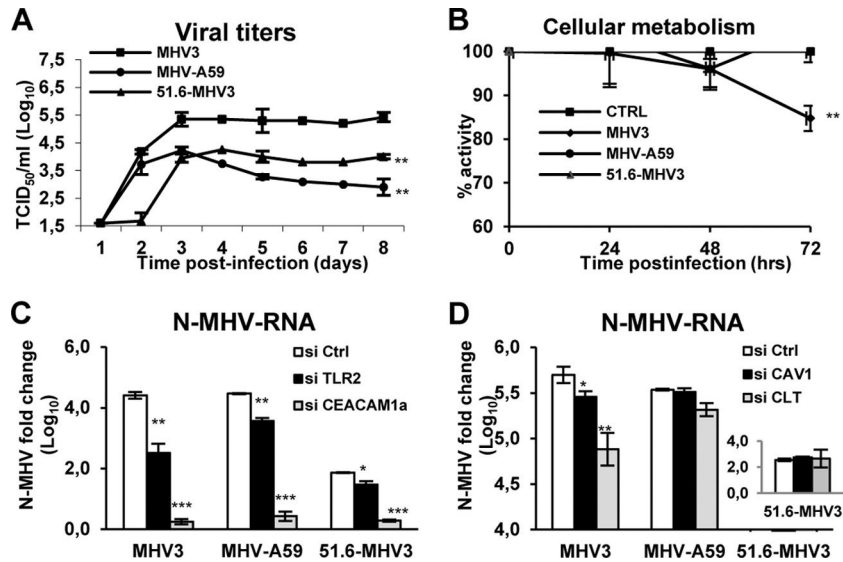 A
Viral titers
MHV3
MHV-A59
51.6-MHV3
TCID50/ml (Log10)
7,5
6,5
5,5
4,5
3,5
2,5
1,5
**
**
1 2 3 4 5 6 7 8
Time post-infection (days)
B
Cellular metabolism
% activity
100
90
80
70
60
CTRL
MHV3
MHV-A59
51.6-MHV3
**
0 24 48 72
Time postinfection (hrs)
C
N-MHV-RNA
N-MHV fold change
(Log10)
6,0
4,0
2,0
0,0
si Ctrl
si TLR2
si CEACAM1a
** *** ** *** * ***
MHV3 MHV-A59 51.6-MHV3
D
N-MHV-RNA
N-MHV fold change
(Log10)
6,0
5,5
5,0
4,5
4,0
si Ctrl
si CAV1
si CLT
* **
4,0
2,0
0,0
51.6-MHV3
MHV3 MHV-A59 51.6-MHV3